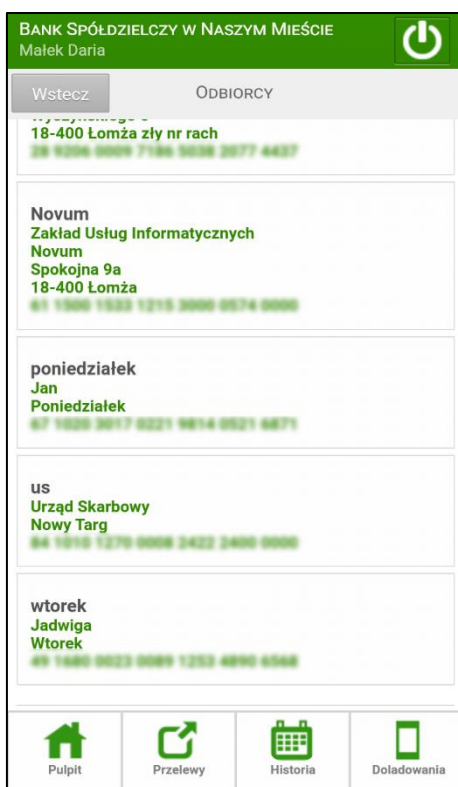 Bank Spółdzielczy w Naszym Mieście
Małek Daria
Wstecz
Odbiorcy
18-400 Łomża zły nr rach
Novum
Zakład Usług Informatycznych
Novum
Spokojna 9a
18-400 Łomża
poniedziałek
Jan
Poniedziałek
us
Urząd Skarbowy
Nowy Targ
wtorek
Jadwiga
Wtorek
Pulpit
Przelewy
Historia
Doladowania